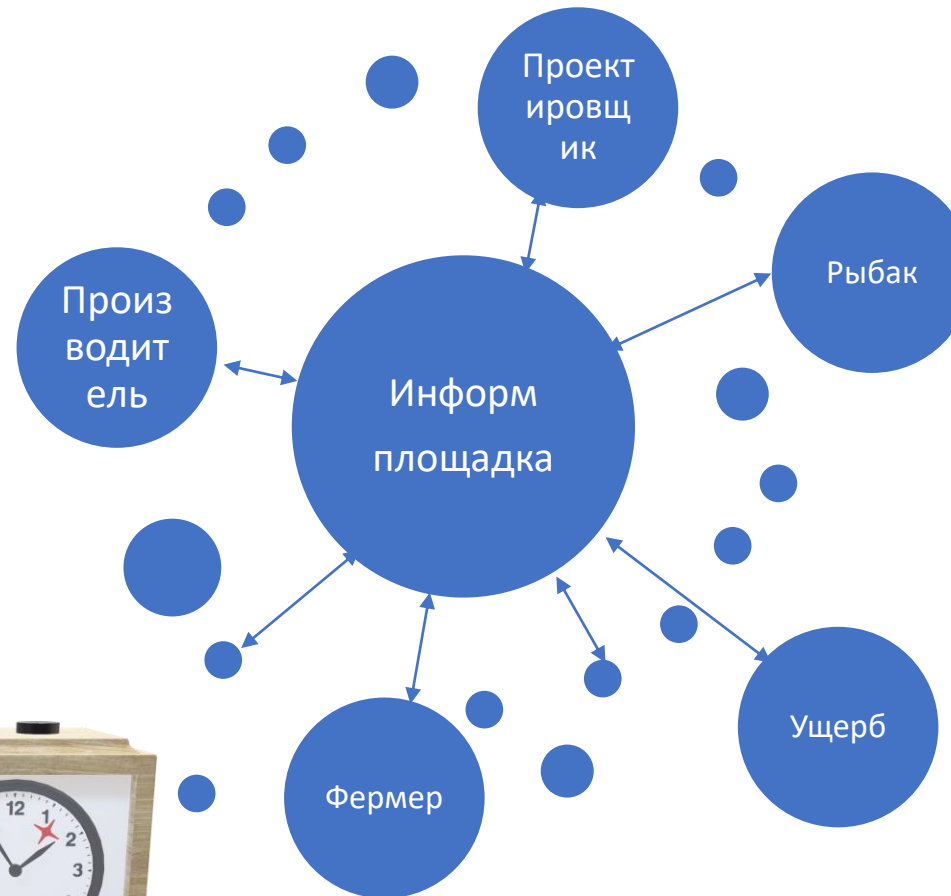 Проект
ировщ
ик
Рыбак
Произ
водит
ель
Информ
площадка
Ущерб
Фермер
12
1
2
3